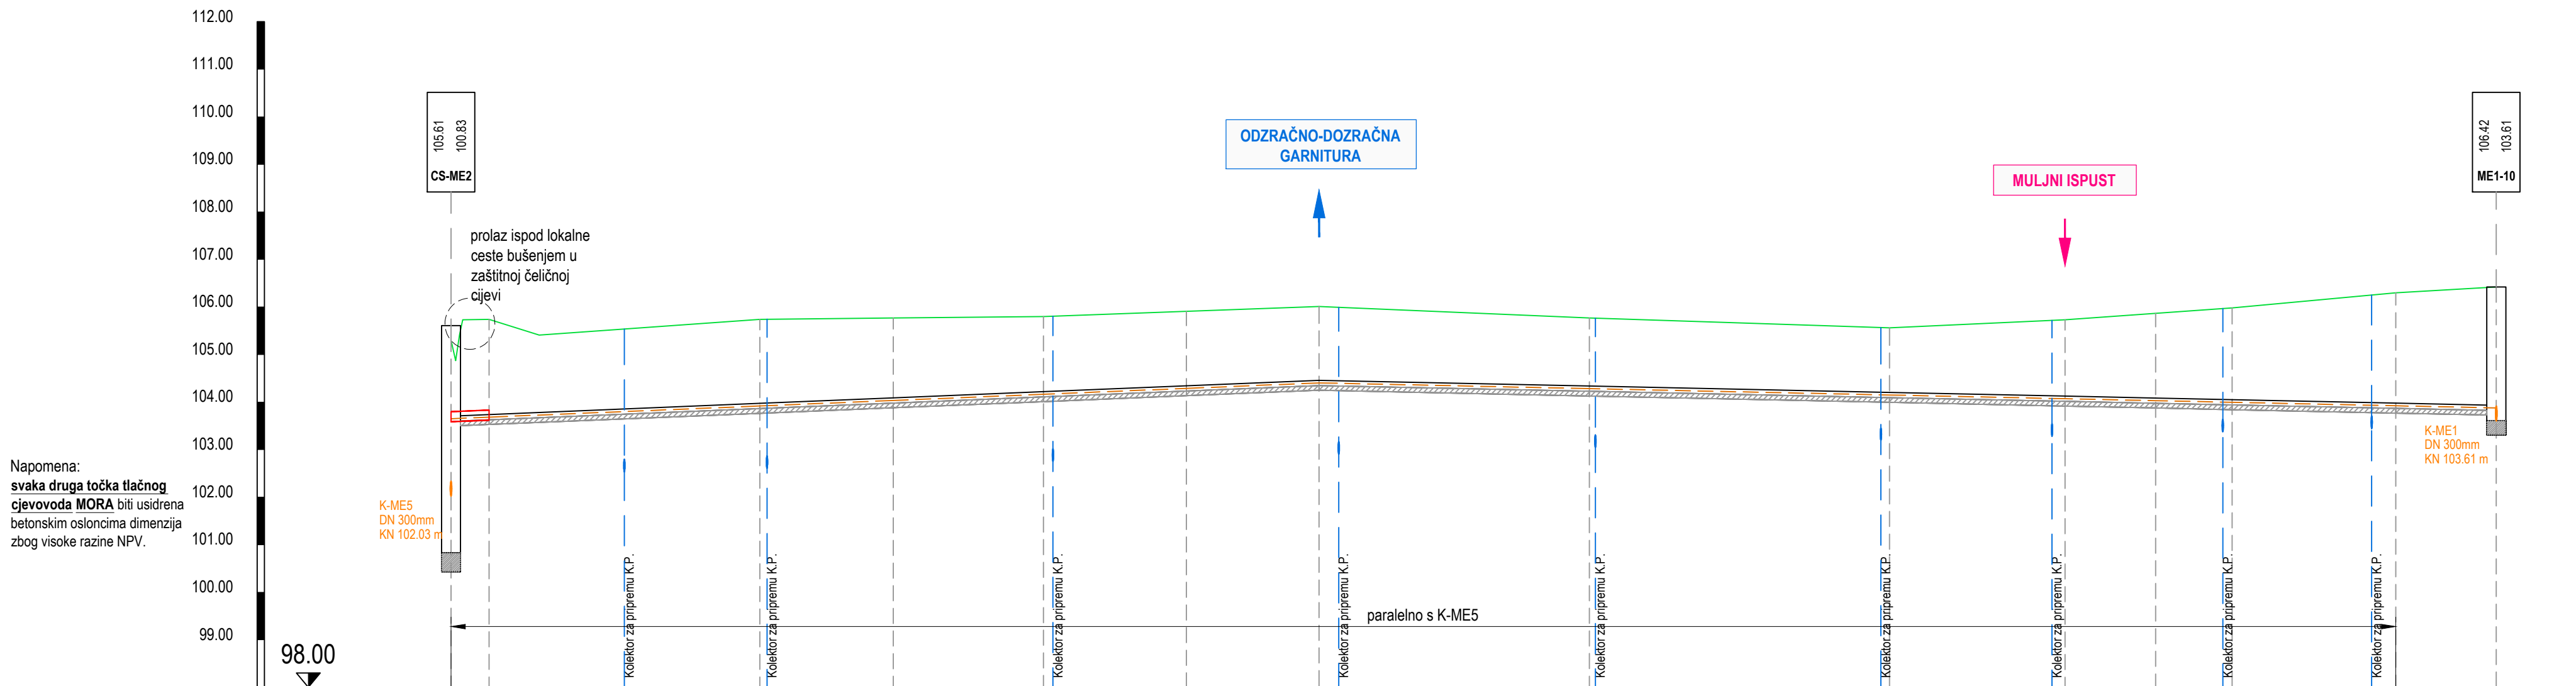 112.00
111.00
110.00
109.00
108.00
107.00
106.00
105.00
104.00
103.00
102.00
101.00
100.00
99.00
98.00
Napomena:
svaka druga točka tlačnog
cjevovoda MORA biti usidrena
betonskim osloncima dimenzija
zbog visoke razine NPV.
105.61
100.83
CS-ME2
prolaz ispod lokalne
ceste bušenjem u
zaštitnoj čeličnoj
cijevi
K-ME5
DN 300mm
KN 102.03 m
ODZRAČNO-DOZRAČNA
GARNITURA
MULJNI ISPUST
106.42
103.61
ME1-10
K-ME1
DN 300mm
KN 103.61 m
Kolektor za pripremu K.P.
Kolektor za pripremu K.P.
Kolektor za pripremu K.P.
Kolektor za pripremu K.P.
Kolektor za pripremu K.P.
Kolektor za pripremu K.P.
Kolektor za pripremu K.P.
Kolektor za pripremu K.P.
Kolektor za pripremu K.P.
paralelno s K-ME5